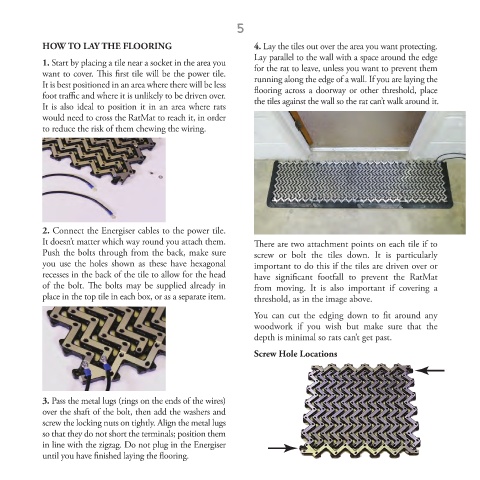 5
HOW TO LAY THE FLOORING
1. Start by placing a tile near a socket in the area you
want to cover. This first tile will be the power tile.
It is best positioned in an area where there will be less
foot traffic and where it is unlikely to be driven over.
It is also ideal to position it in an area where rats
would need to cross the RatMat to reach it, in order
to reduce the risk of them chewing the wiring.
2. Connect the Energiser cables to the power tile.
It doesn't matter which way round you attach them.
Push the bolts through from the back, make sure
you use the holes shown as these have hexagonal
recesses in the back of the tile to allow for the head
of the bolt. The bolts may be supplied already in
place in the top tile in each box, or as a separate item.
3. Pass the metal lugs (rings on the ends of the wires)
over the shaft of the bolt, then add the washers and
screw the locking nuts on tightly. Align the metal lugs
so that they do not short the terminals; position them
in line with the zigzag. Do not plug in the Energiser
until you have finished laying the flooring.
4. Lay the tiles out over the area you want protecting.
Lay parallel to the wall with a space around the edge
for the rat to leave, unless you want to prevent them
running along the edge of a wall. If you are laying the
flooring across a doorway or other threshold, place
the tiles against the wall so the rat can't walk around it.
There are two attachment points on each tile if to
screw or bolt the tiles down. It is particularly
important to do this if the tiles are driven over or
have significant footfall to prevent the RatMat
from moving. It is also important if covering a
threshold, as in the image above.
You can cut the edging down to fit around any
woodwork if you wish but make sure that the
depth is minimal so rats can't get past.
Screw Hole Locations